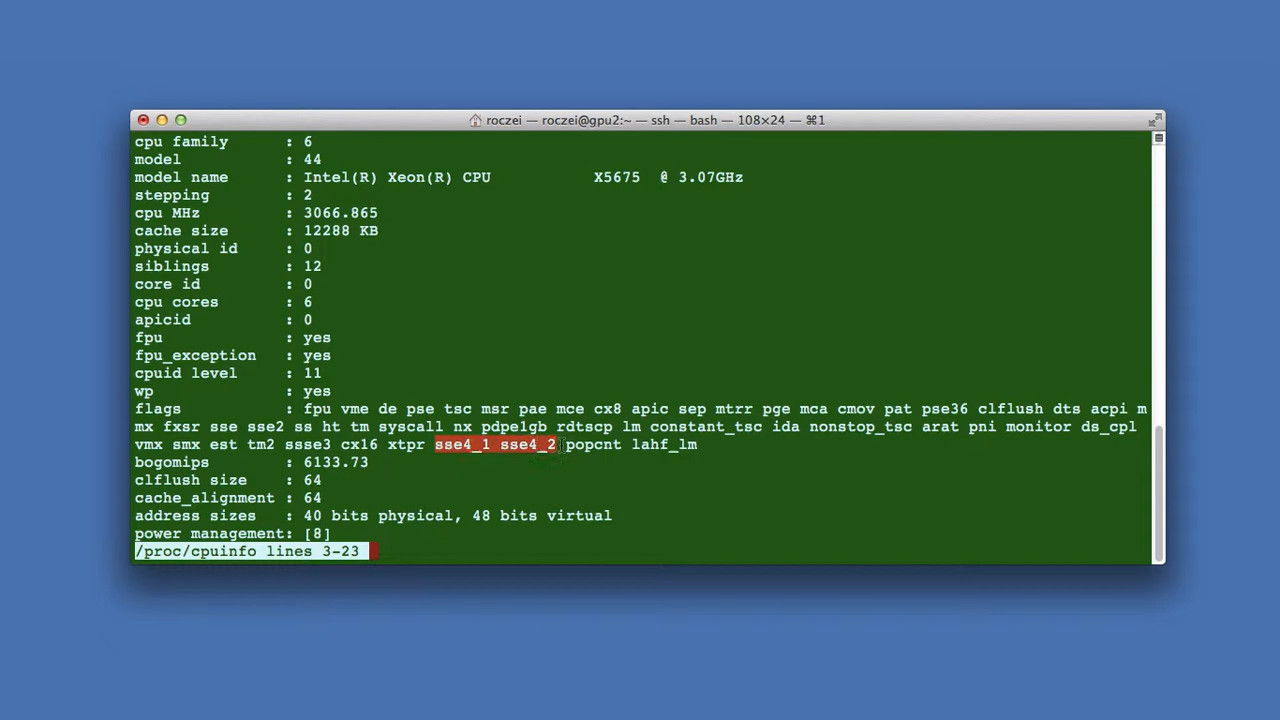 roczei — roczei@gpu2:~ — ssh — bash — 108×24 — ⌘1
cpu family : 6
model : 44
model name : Intel(R) Xeon(R) CPU X5675 @ 3.07GHz
stepping : 2
cpu MHz : 3066.865
cache size : 12288 KB
physical id : 0
siblings : 12
core id : 0
cpu cores : 6
apicid : 0
fpu : yes
fpu_exception : yes
cpuid level : 11
wp : yes
flags : fpu vme de pse tsc msr pae mce cx8 apic sep mtrr pge mca cmov pat pse36 clflush dts acpi m
mx fxsr sse sse2 ss ht tm syscall nx pdpe1gb rdtscp lm constant_tsc ida nonstop_tsc arat pni monitor ds_cpl
vmx smx est tm2 ssse3 cx16 xtpr sse4_1 sse4_2 popcnt lahf_lm
bogomips : 6133.73
clflush size : 64
cache_alignment : 64
address sizes : 40 bits physical, 48 bits virtual
power management: [8]
/proc/cpuinfo lines 3-23